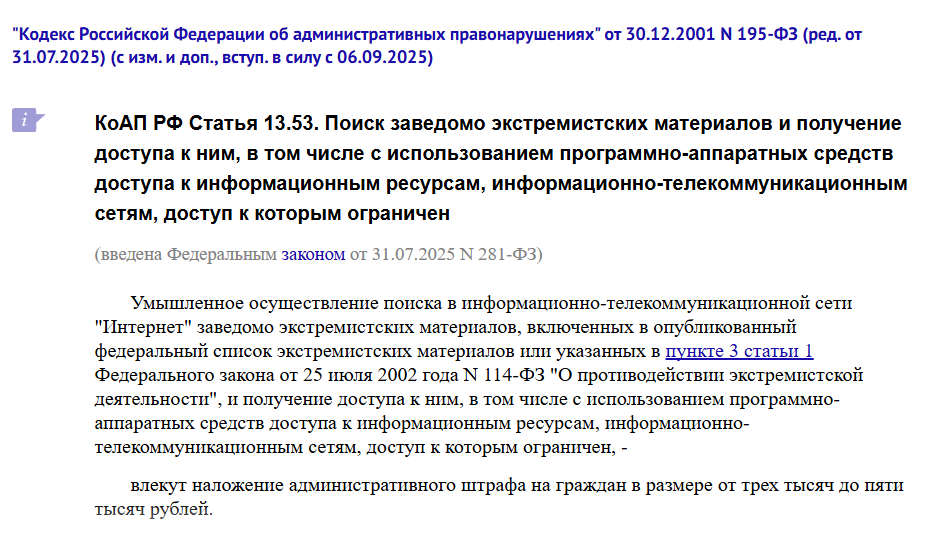 "Кодекс Российской Федерации об административных правонарушениях" от 30.12.2001 N 195-ФЗ (ред. от
31.07.2025) (с изм. и доп., вступ. в силу с 06.09.2025)
i
КоАП РФ Статья 13.53. Поиск заведомо экстремистских материалов и получение
доступа к ним, в том числе с использованием программно-аппаратных средств
доступа к информационным ресурсам, информационно-телекоммуникационным
сетям, доступ к которым ограничен
(введена Федеральным законом от 31.07.2025 N 281-ФЗ)
Умышленное осуществление поиска в информационно-телекоммуникационной сети
"Интернет" заведомо экстремистских материалов, включенных в опубликованный
федеральный список экстремистских материалов или указанных в пункте 3 статьи 1
Федерального закона от 25 июля 2002 года N 114-ФЗ "О противодействии экстремистской
деятельности", и получение доступа к ним, в том числе с использованием программно-
аппаратных средств доступа к информационным ресурсам, информационно-
телекоммуникационным сетям, доступ к которым ограничен, -
влекут наложение административного штрафа на граждан в размере от трех тысяч до пяти
тысяч рублей.